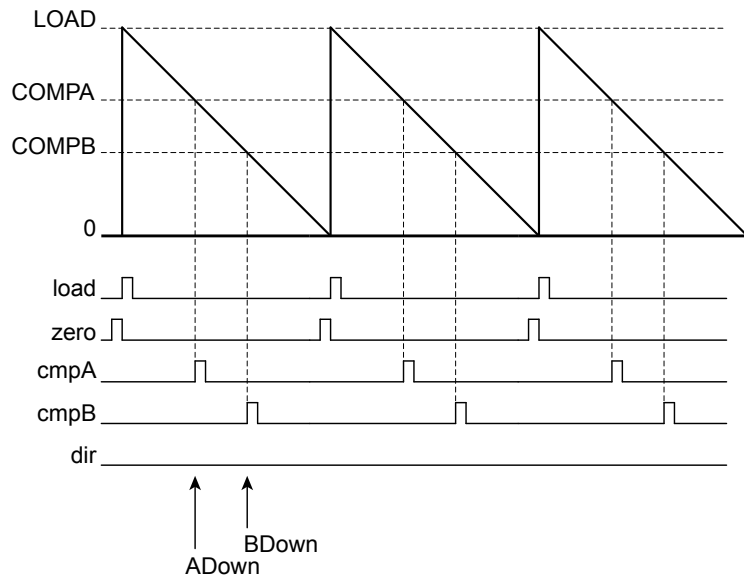 LOAD
COMPA
COMPB
0
load
zero
cmpA
cmpB
dir
BDown
ADown